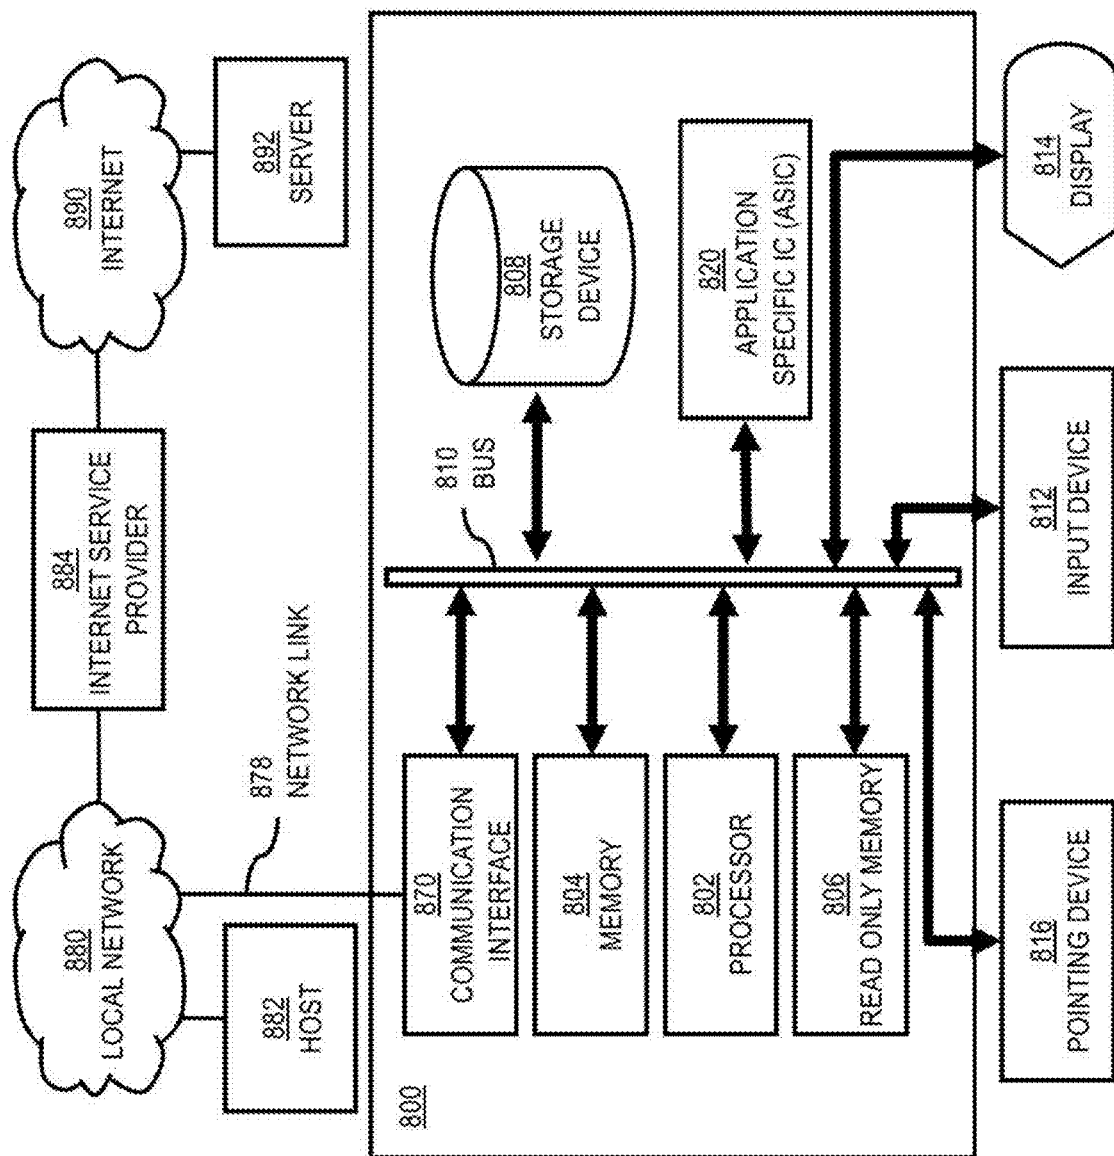 880
LOCAL NETWORK
884
INTERNET SERVICE
PROVIDER
890
INTERNET
882
HOST
878
NETWORK LINK
892
SERVER
800
870
COMMUNICATION
INTERFACE
810
BUS
808
STORAGE
DEVICE
804
MEMORY
802
PROCESSOR
820
APPLICATION
SPECIFIC IC (ASIC)
806
READ ONLY MEMORY
816
POINTING DEVICE
812
INPUT DEVICE
814
DISPLAY